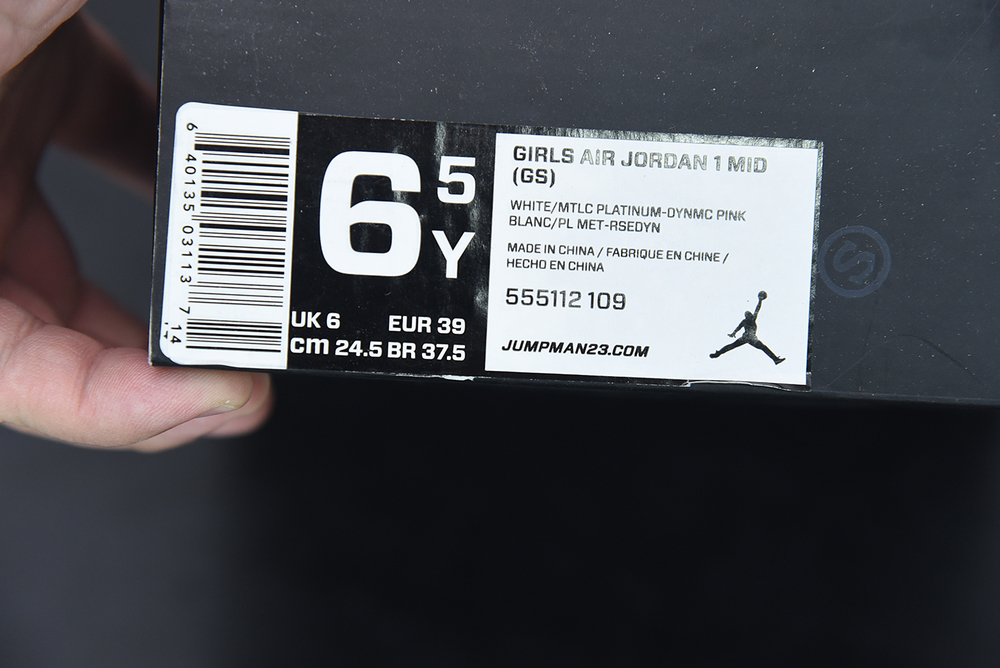 6 40135 03113 7 14
6 5 Y
UK 6 EUR 39
cm 24.5 BR 37.5
GIRLS AIR JORDAN 1 MID
(GS)
WHITE/MTLC PLATINUM-DYNMC PINK
BLANC/PL MET-RSEDYN
MADE IN CHINA / FABRIQUE EN CHINE /
HECHO EN CHINA
555112 109
JUMPMAN23.COM
S